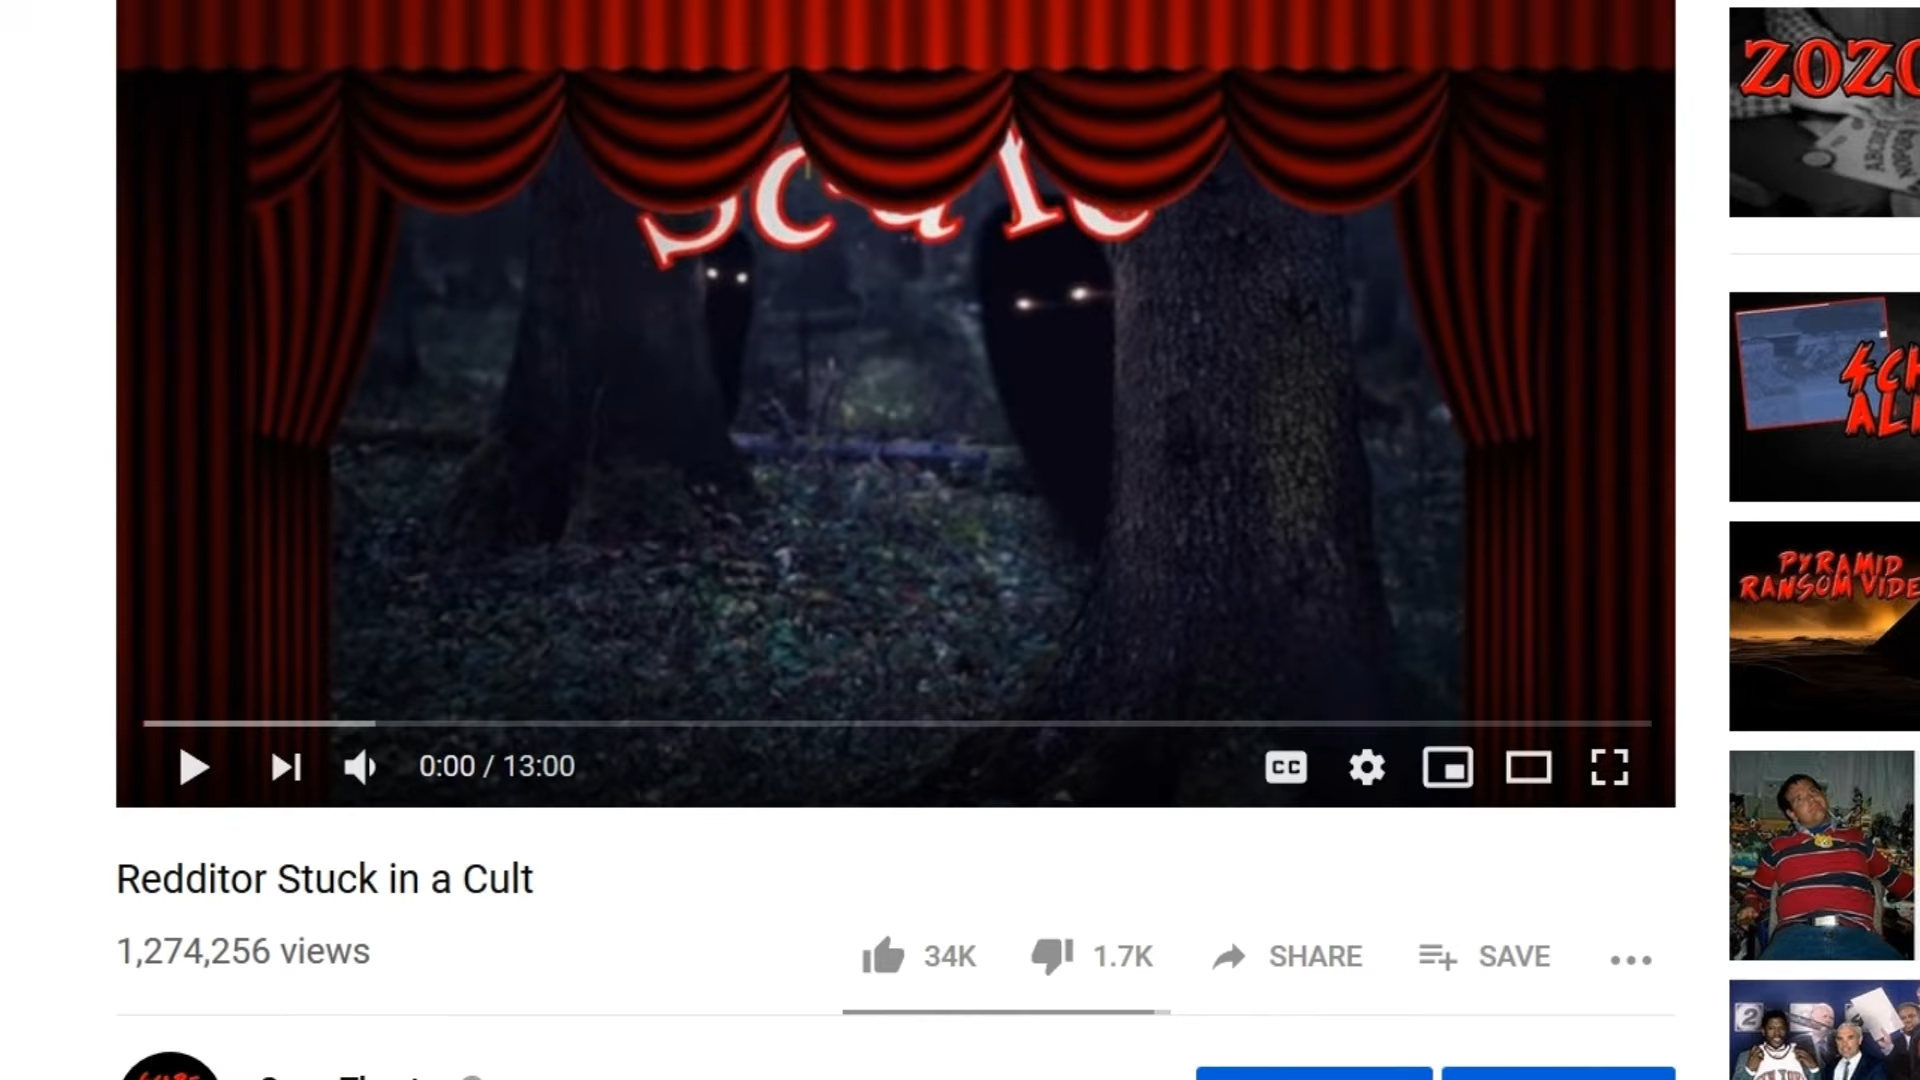 ZOZO
0:00 / 13:00
CC
PYRAMID
RANSOM VIDE
Redditor Stuck in a Cult
1,274,256 views
34K
1.7K
SHARE
SAVE
2